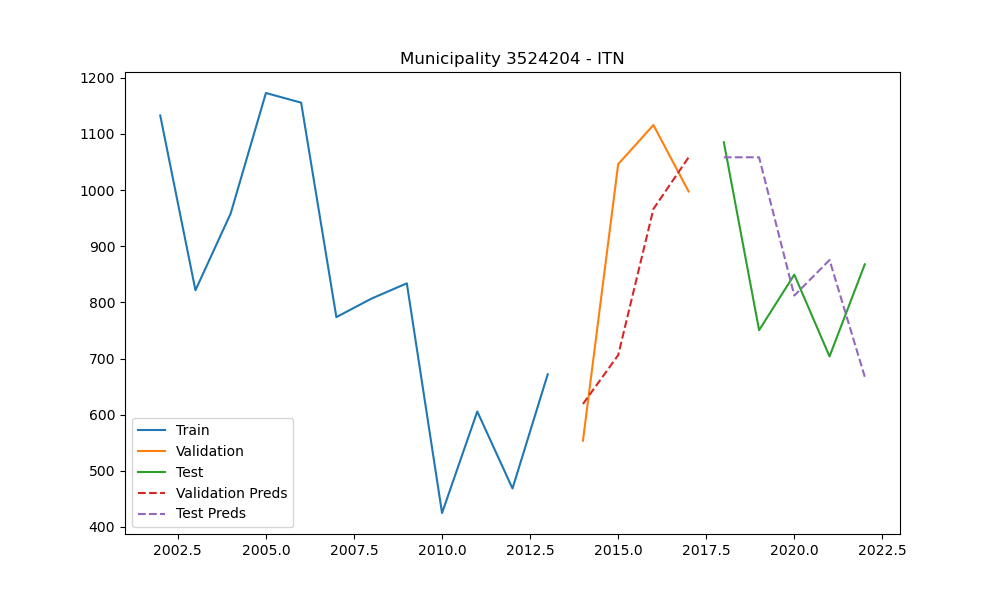 Municipality 3524204 - ITN
1200
1100
1000
900
800
700
600
500
400
Train
Validation
Test
Validation Preds
Test Preds
2002.5 2005.0 2007.5 2010.0 2012.5 2015.0 2017.5 2020.0 2022.5